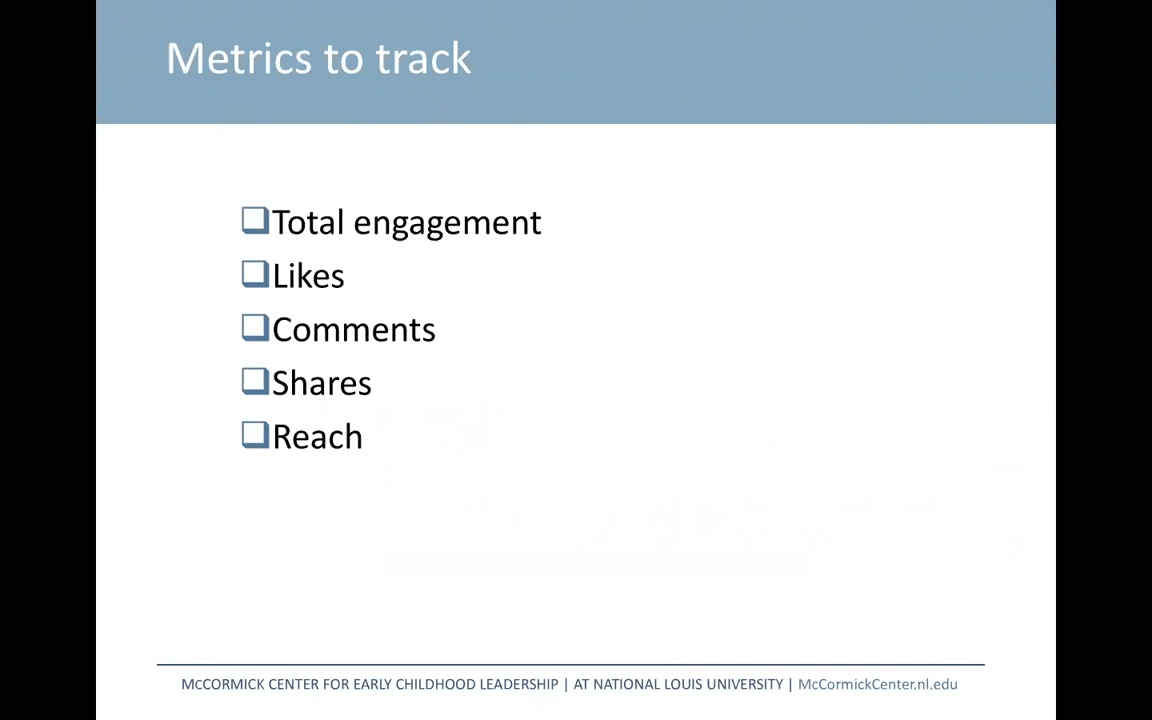 Metrics to track
❑Total engagement
❑Likes
❑Comments
❑Shares
❑Reach
MCCORMICK CENTER FOR EARLY CHILDHOOD LEADERSHIP | AT NATIONAL LOUIS UNIVERSITY | McCormickCenter.nl.edu